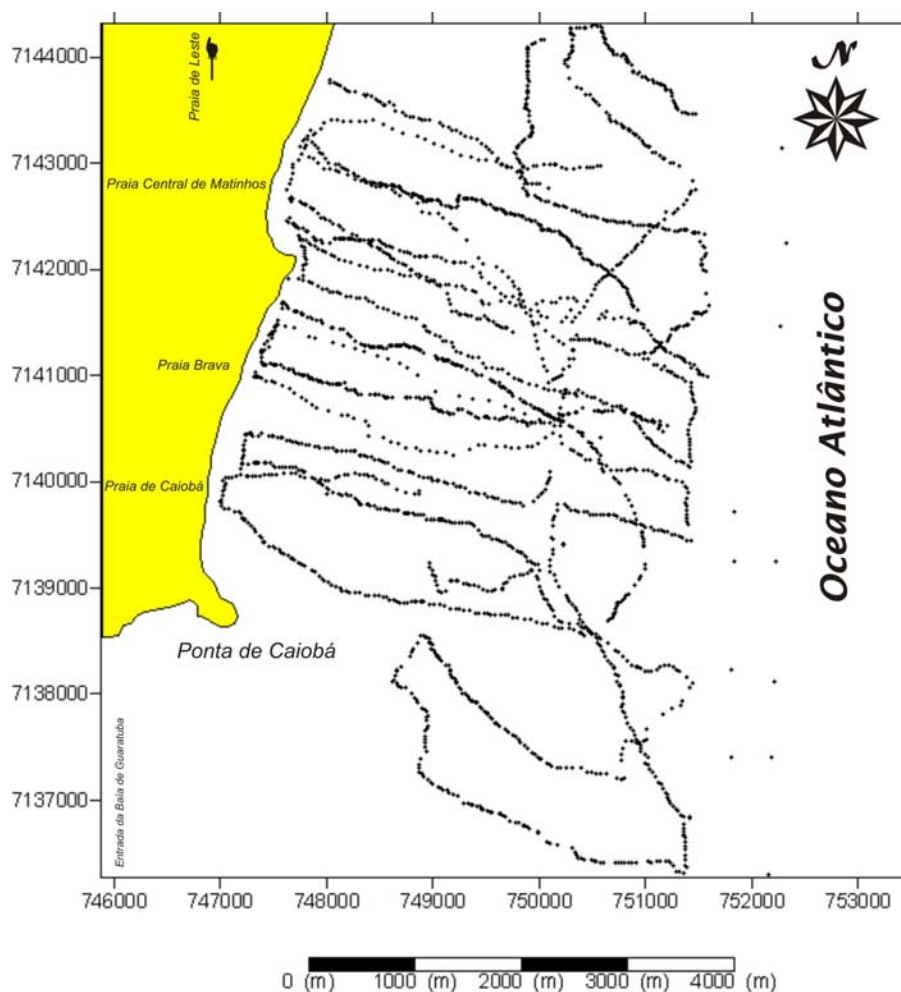 7144000
7143000
7142000
7141000
7140000
7139000
7138000
7137000
Praia de Leste
Praia Central de Matinhos
Praia Brava
Praia de Caiobá
Ponta de Caiobá
Entrada da Baía de Guaratuba
N
Oceano Atlântico
746000 747000 748000 749000 750000 751000 752000 753000
0 (m) 1000 (m) 2000 (m) 3000 (m) 4000 (m)